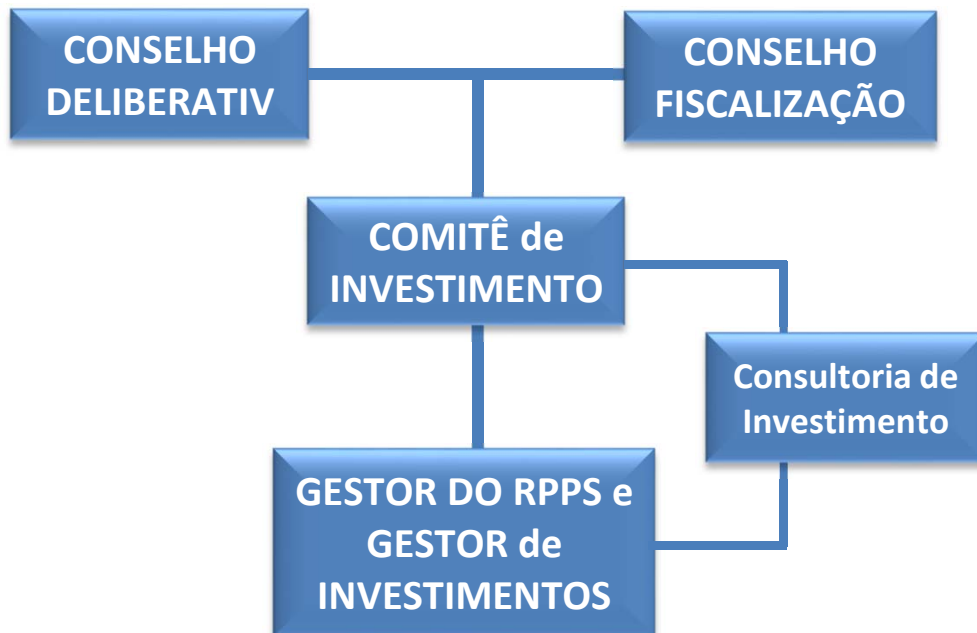 CONSELHO
DELIBERATIV
CONSELHO
FISCALIZAÇÃO
COMITÊ de
INVESTIMENTO
Consultoria de
Investimento
GESTOR DO RPPS e
GESTOR de
INVESTIMENTOS